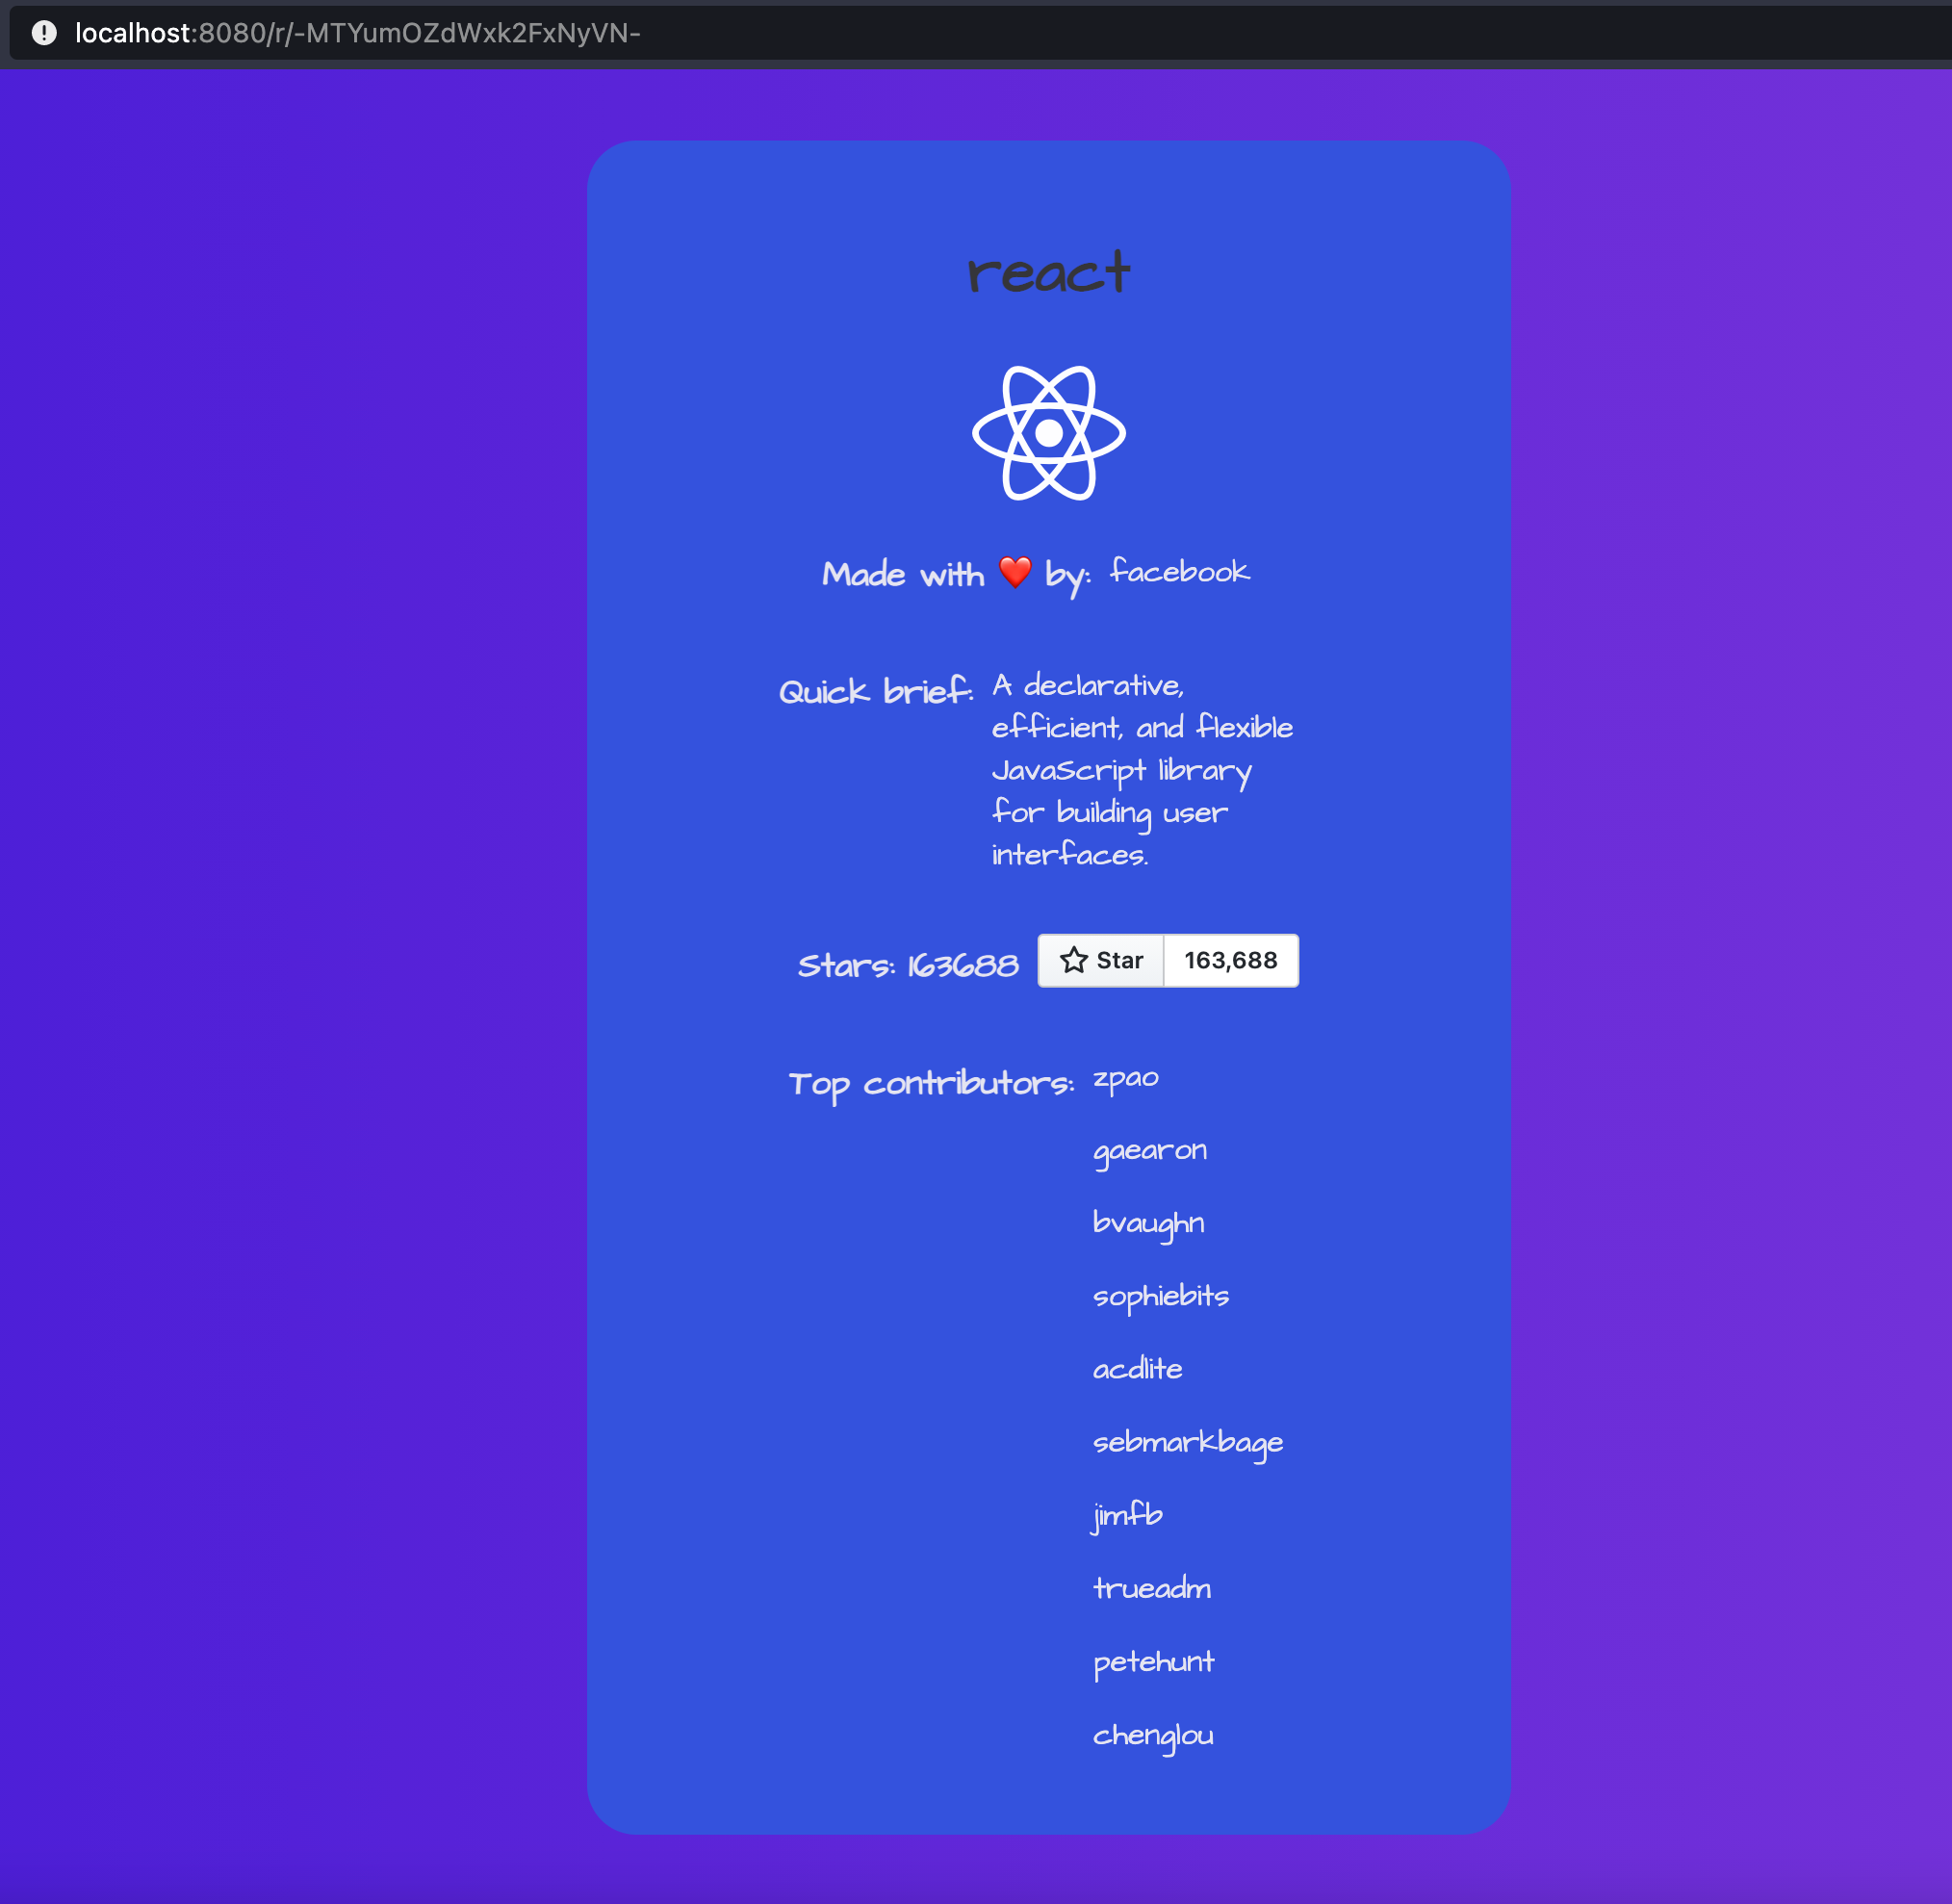 localhost:8080/r/-MTYumOZdWxk2FxNyVN-
react
Made with ❤️ by: facebook
Quick brief: A declarative,
efficient, and flexible
JavaScript library
for building user
interfaces.
Stars: 163688 Star 163,688
Top contributors: zpao
gaearon
bvaughn
sophiebits
acdlite
sebmarkbage
jimfb
trueadm
petehunt
chenglou